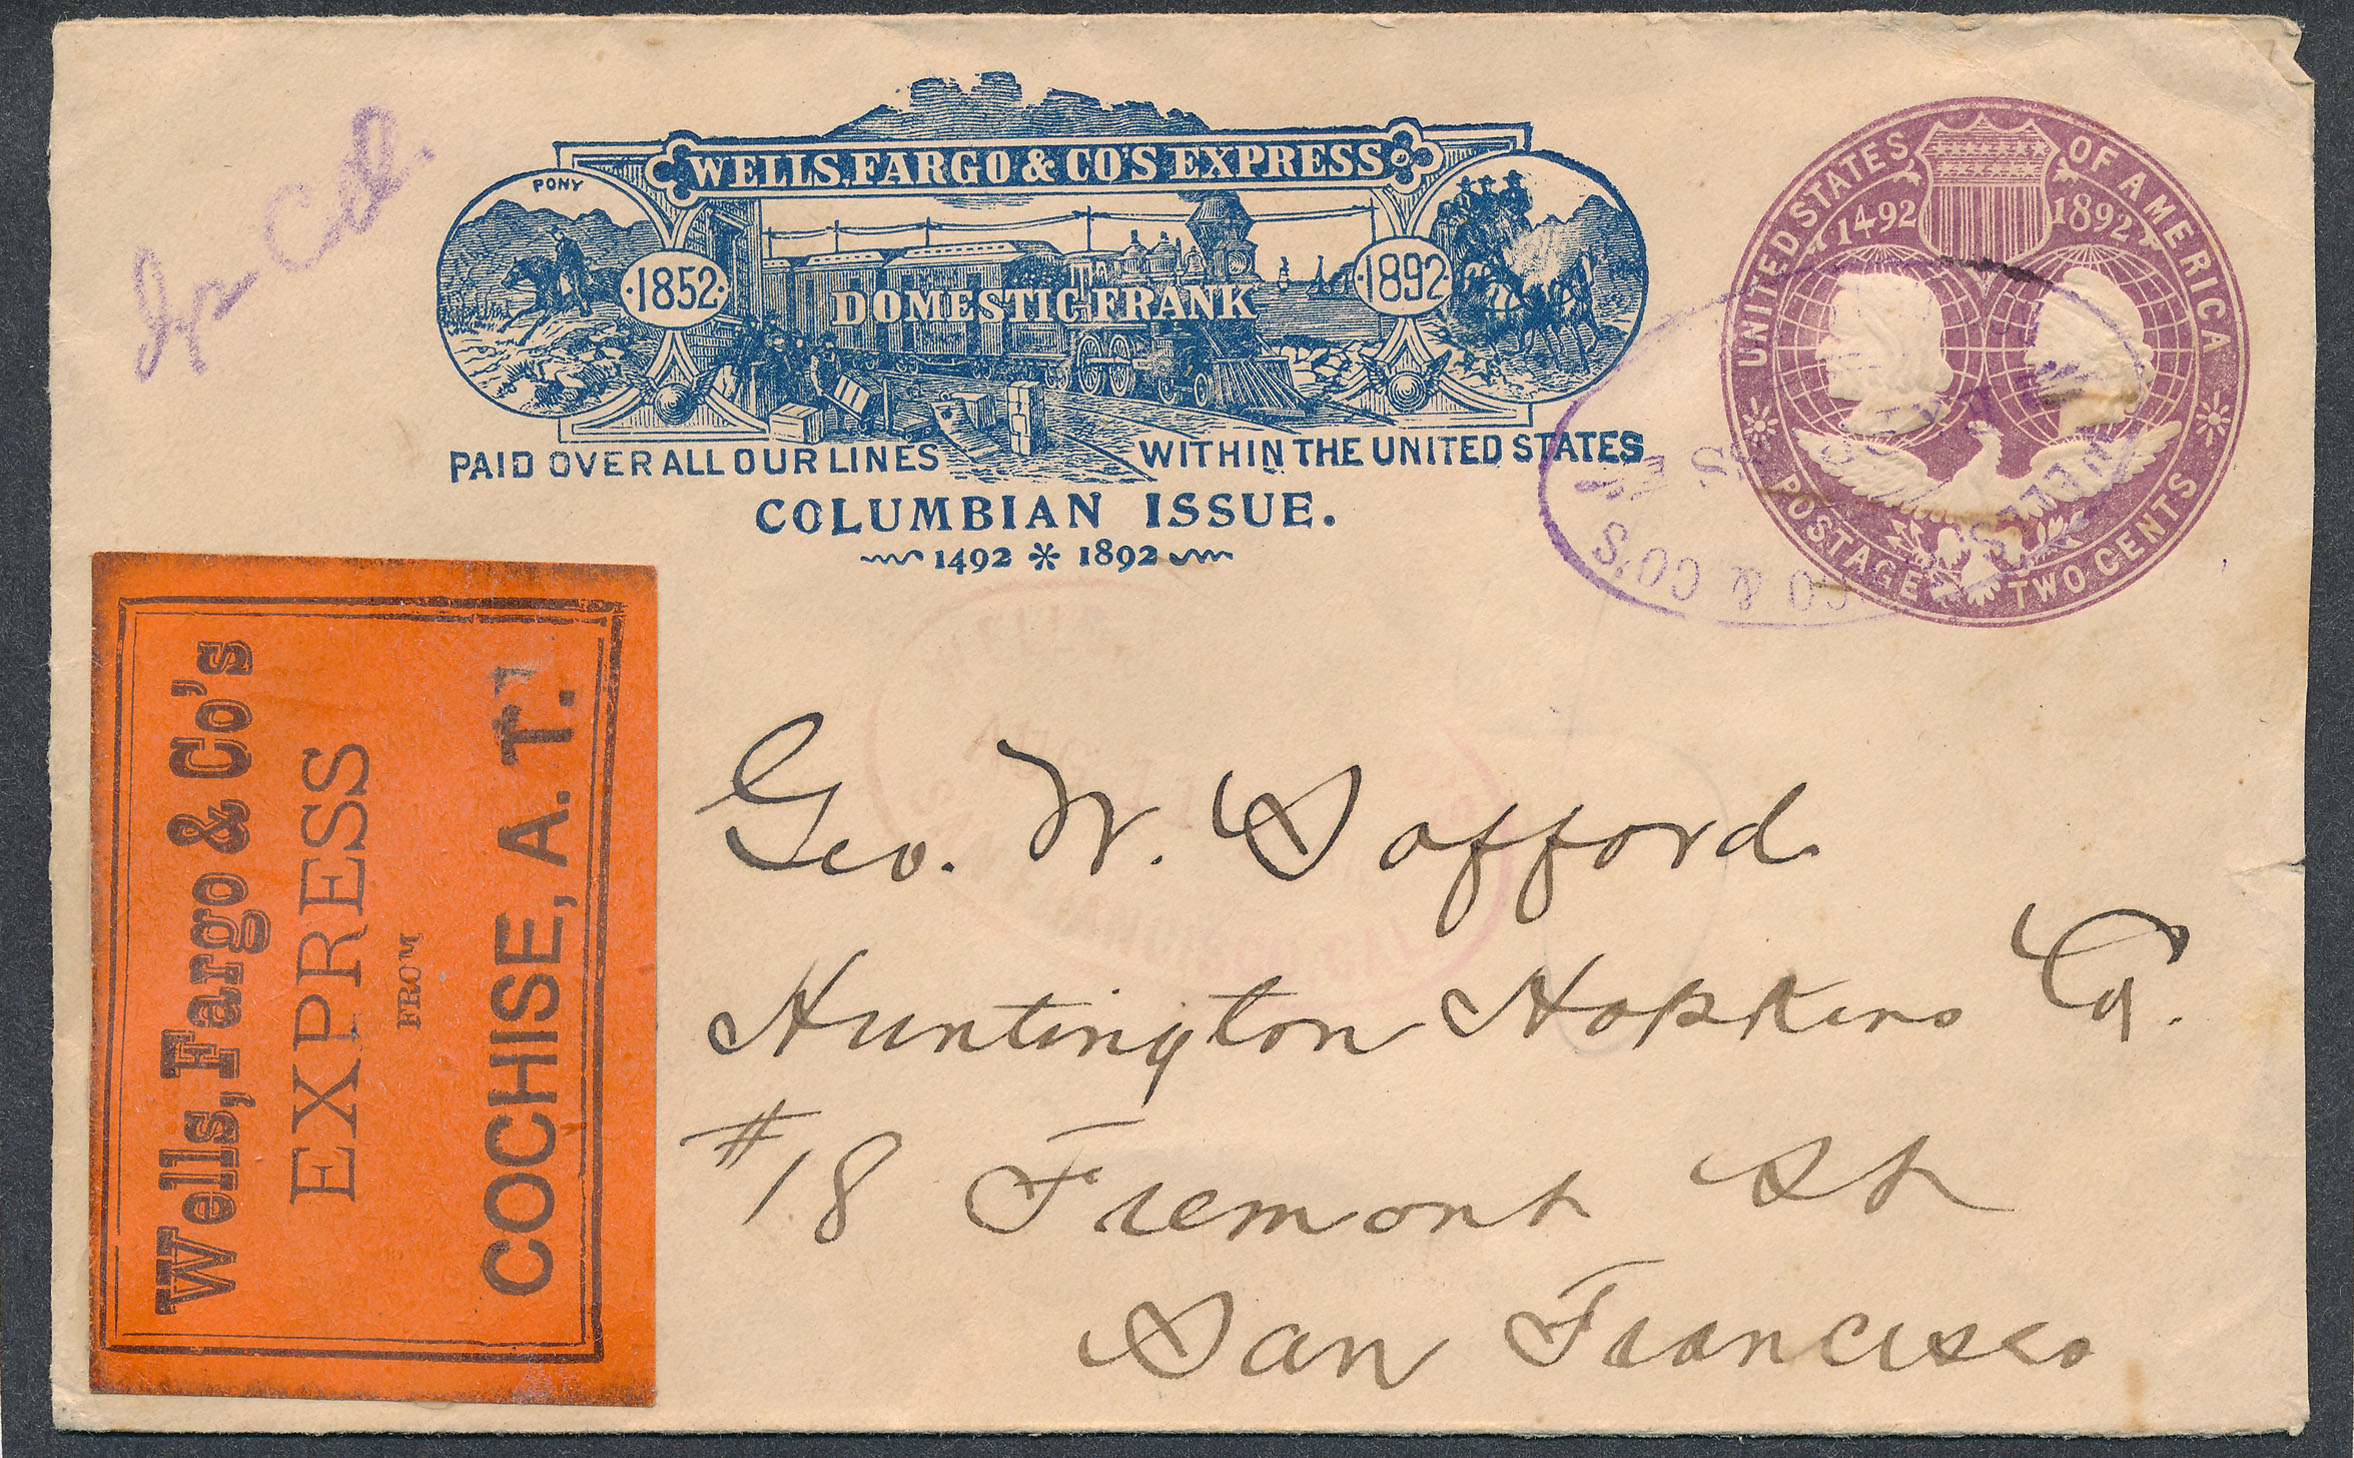 WELLS, FARGO & CO'S EXPRESS
PONY
1852
1892
DOMESTIC FRANK
PAID OVER ALL OUR LINES WITHIN THE UNITED STATES
COLUMBIAN ISSUE.
1492 * 1892
UNITED STATES OF AMERICA
1492 1892
POSTAGE TWO CENTS
& CO'S
Wells, Fargo & Co's
EXPRESS
FROM
COCHISE, A. T.
Geo. W. Safford
Huntington Hopkins Co.
#18 Fremont St
San Francisco